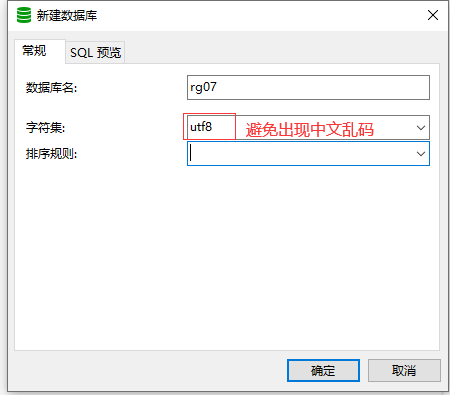 新建数据库
常规
SQL 预览
数据库名:
rg07
字符集:
utf8
避免出现中文乱码
排序规则:
确定
取消